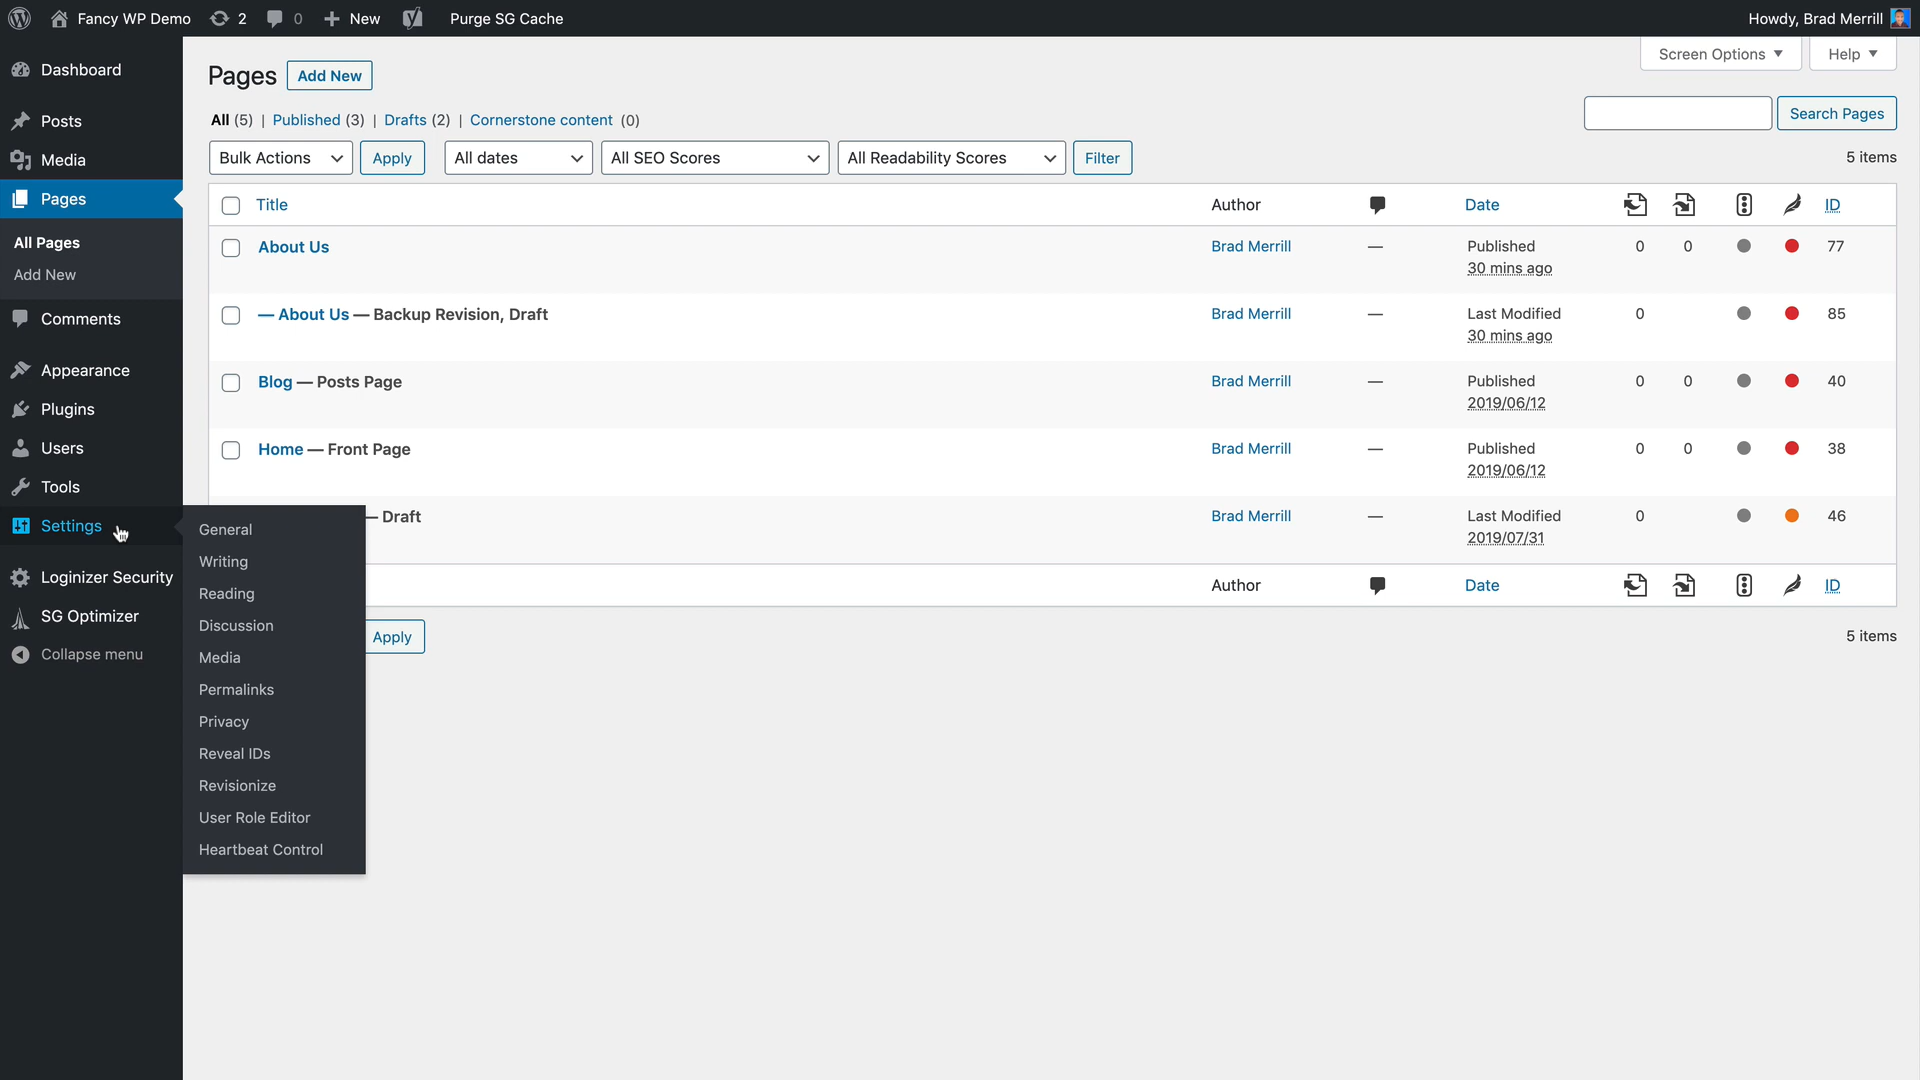 Fancy WP Demo 2 0 New Purge SG Cache Howdy, Brad Merrill
Screen Options Help
Dashboard
Posts
Media
Pages
All Pages
Add New
Comments
Appearance
Plugins
Users
Tools
Settings
Loginizer Security
SG Optimizer
Collapse menu
General
Writing
Reading
Discussion
Media
Permalinks
Privacy
Reveal IDs
Revisionize
User Role Editor
Heartbeat Control
Pages Add New
All (5) | Published (3) | Drafts (2) | Cornerstone content (0)
Search Pages
Bulk Actions Apply All dates All SEO Scores All Readability Scores Filter 5 items
Title Author Date ID
About Us Brad Merrill — Published 0 0 77
30 mins ago
— About Us — Backup Revision, Draft Brad Merrill — Last Modified 0 85
30 mins ago
Blog — Posts Page Brad Merrill — Published 0 0 40
2019/06/12
Home — Front Page Brad Merrill — Published 0 0 38
2019/06/12
— Draft Brad Merrill — Last Modified 0 46
2019/07/31
Author Date ID
Apply 5 items